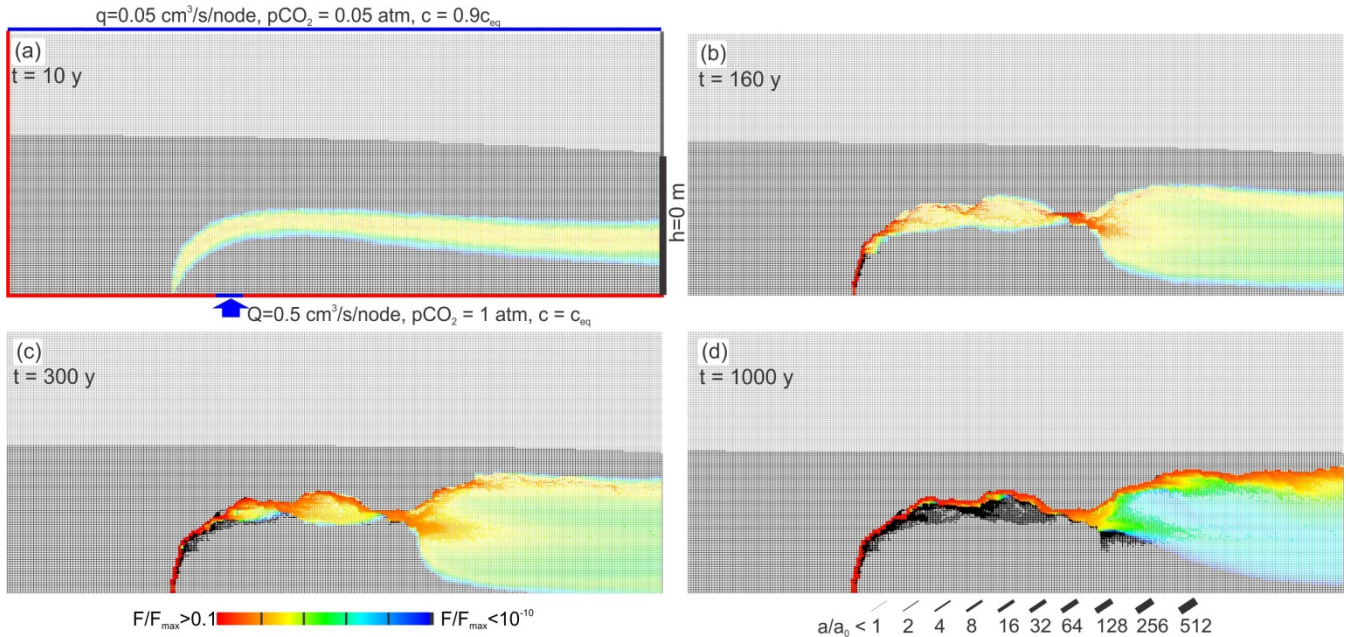 q=0.05 cm³/s/node, pCO₂ = 0.05 atm, c = 0.9c_eq
(a)
t = 10 y
h=0 m
Q=0.5 cm³/s/node, pCO₂ = 1 atm, c = c_eq
(b)
t = 160 y
(c)
t = 300 y
F/F_max>0.1
F/F_max<10⁻¹⁰
(d)
t = 1000 y
a/a₀ < 1 2 4 8 16 32 64 128 256 512